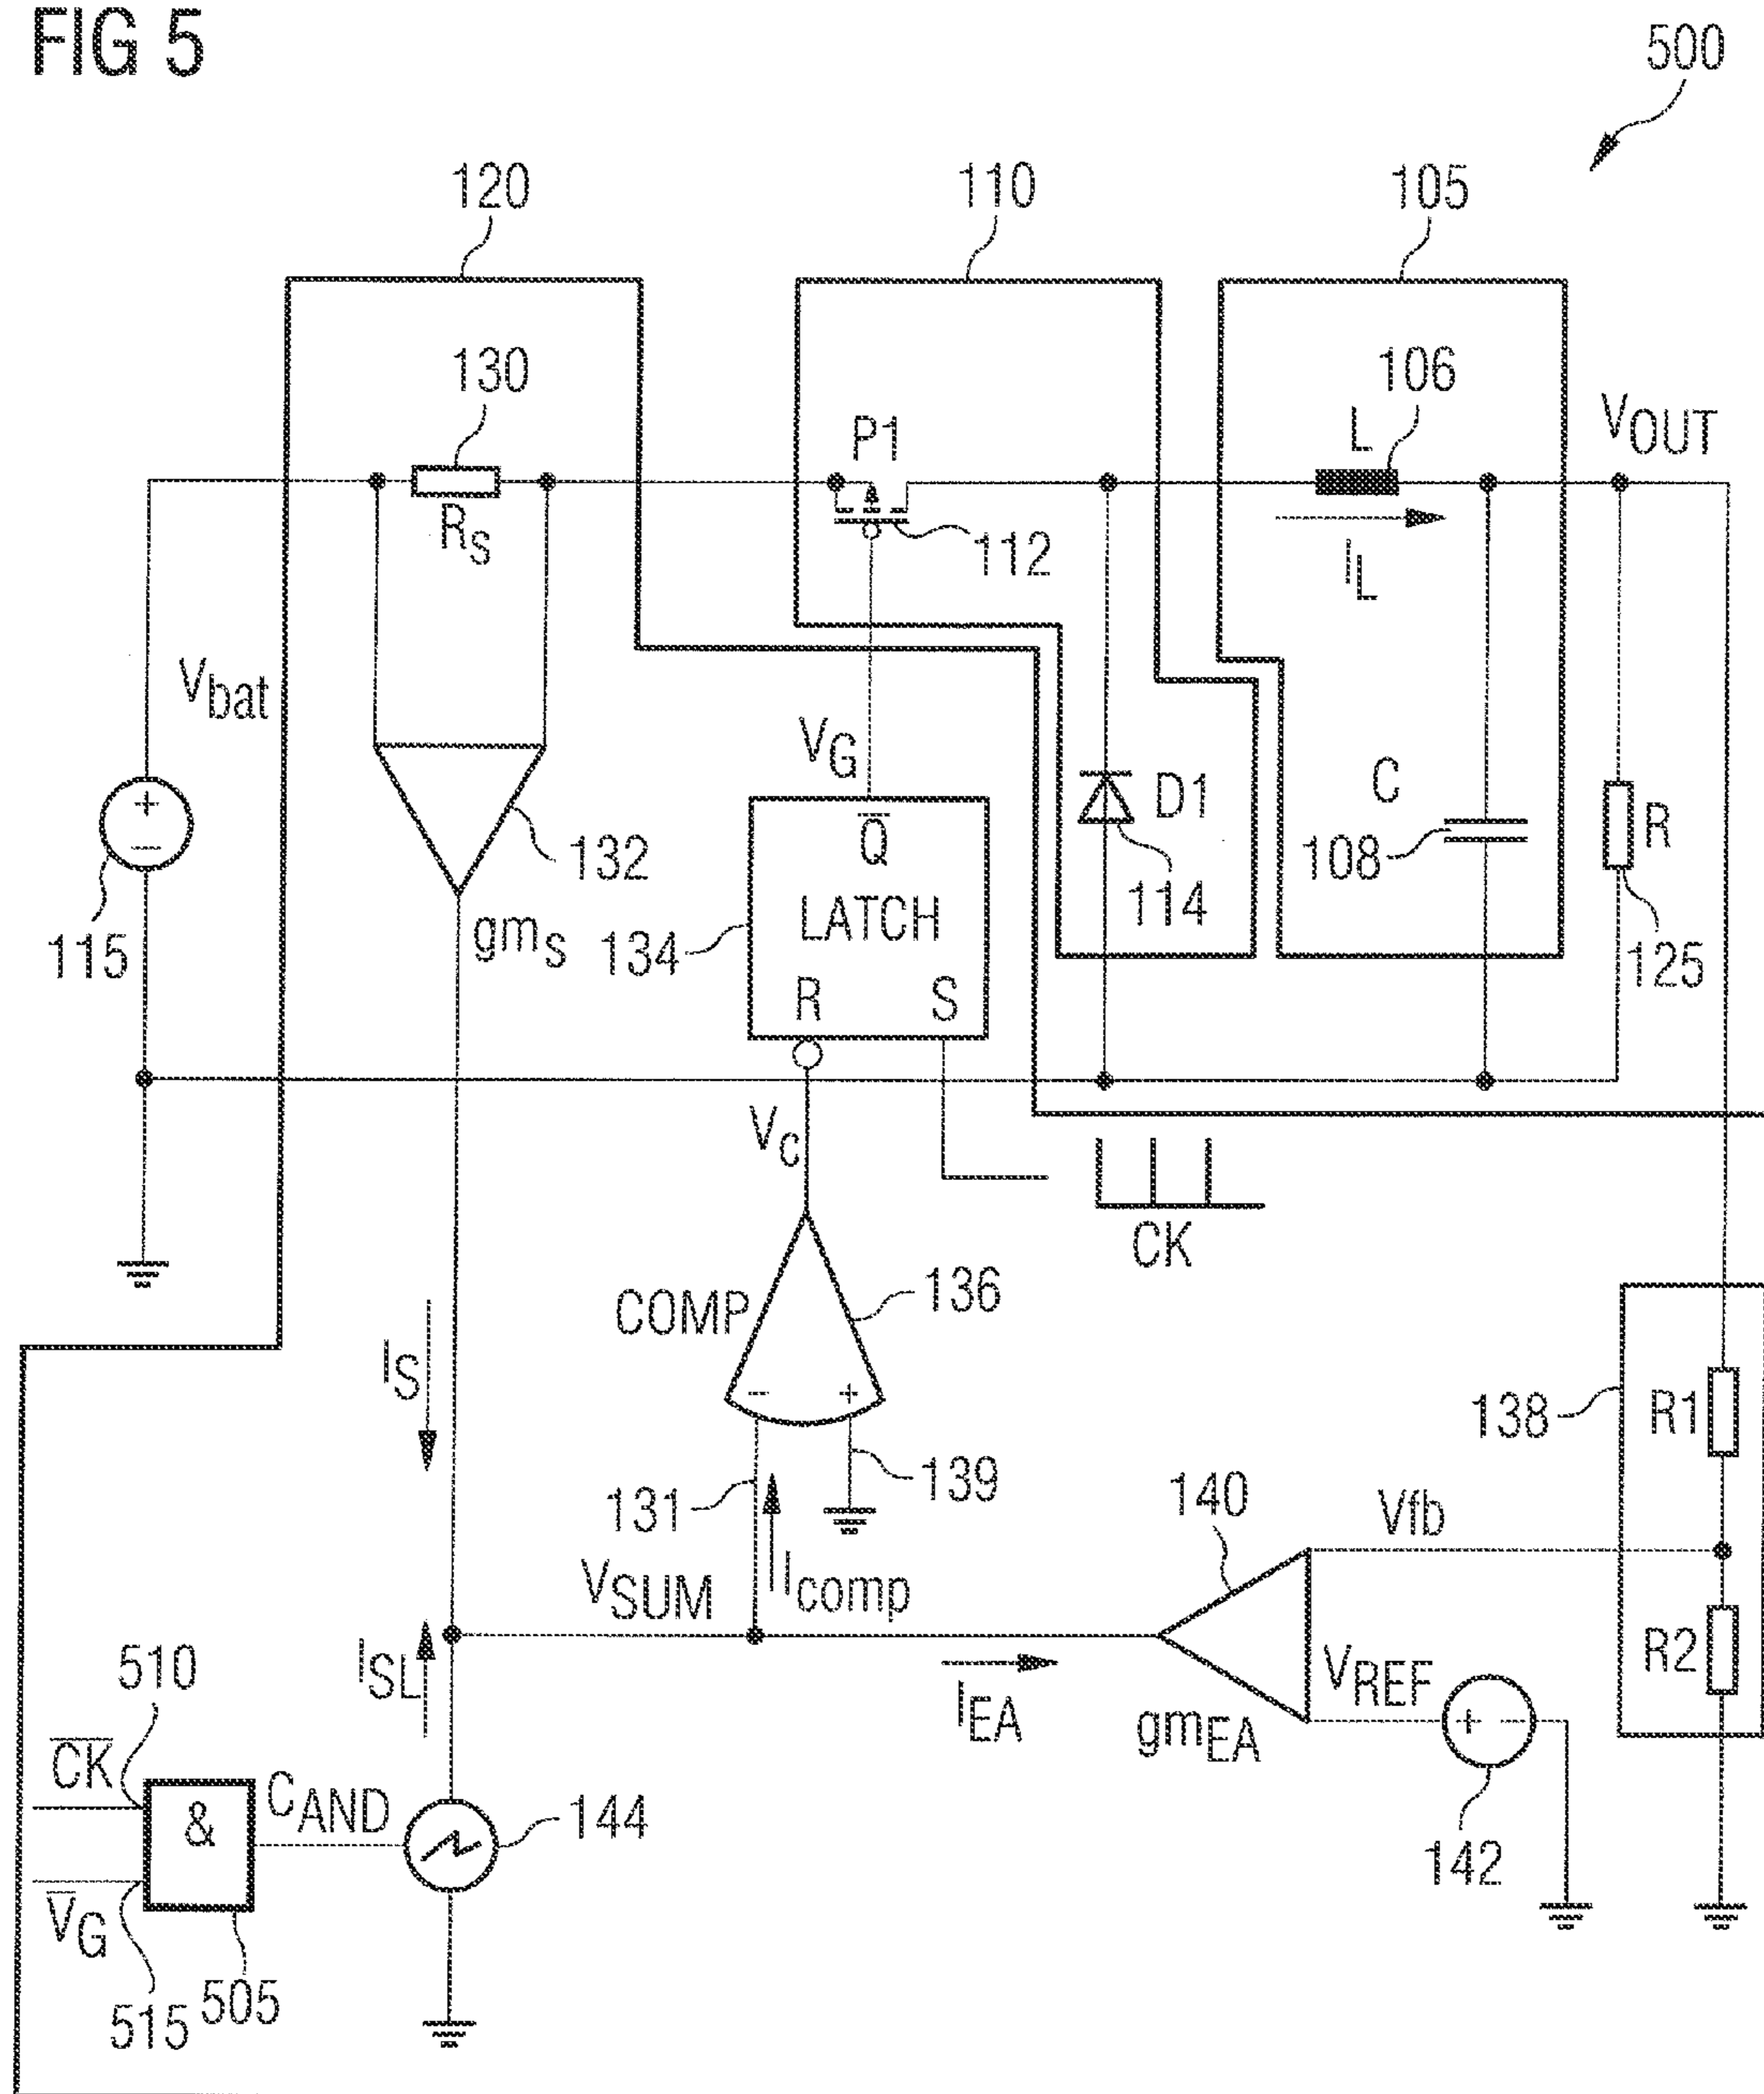 FIG 5
500
120
110
105
130
106
P1
L
VOUT
RS
112
IL
Vbat
VG
+
−
Q̅
D1
C
R
132
108
114
LATCH
115
gmS
134
125
R
S
VC
CK
COMP
136
IS
−
+
138
R1
131
139
140
Vfb
VSUM
Icomp
ISL
510
IEA
VREF
R2
gmEA
+
−
C̅K̅
&
CAND
144
142
V̅G
515
505